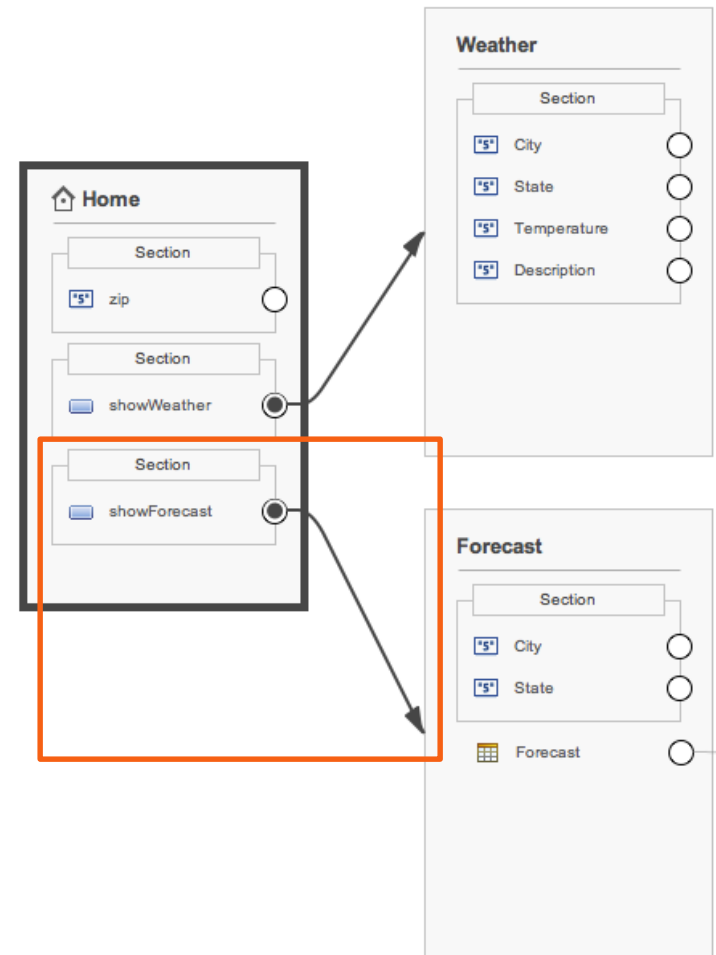 Weather
Section
"S" City
"S" State
"S" Temperature
"S" Description
Home
Section
"S" zip
Section
showWeather
Section
showForecast
Forecast
Section
"S" City
"S" State
Forecast